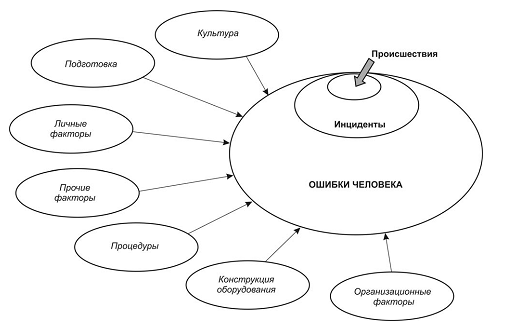 Культура
Происшествия
Подготовка
Инциденты
Личные
факторы
ОШИБКИ ЧЕЛОВЕКА
Прочие
факторы
Процедуры
Конструкция
оборудования
Организационные
факторы